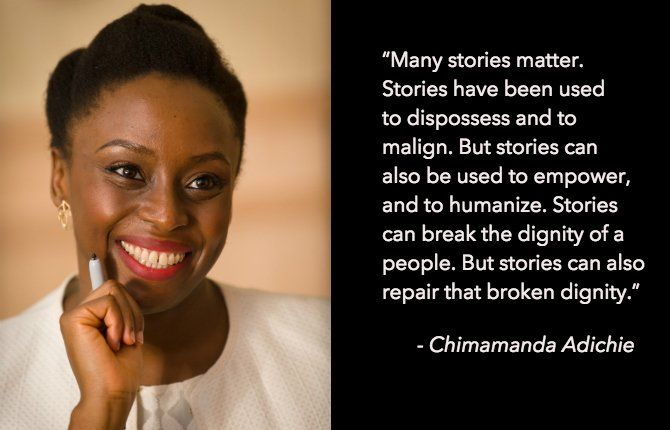 “Many stories matter.
Stories have been used
to dispossess and to
malign. But stories can
also be used to empower,
and to humanize. Stories
can break the dignity of a
people. But stories can also
repair that broken dignity.”
- Chimamanda Adichie